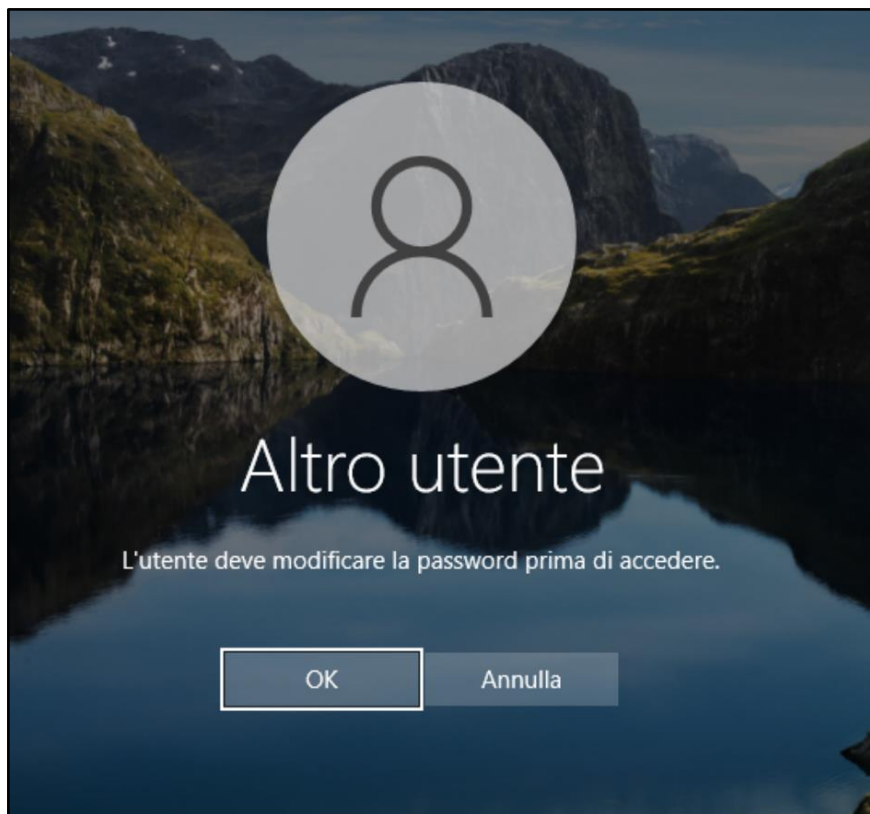 Altro utente
L'utente deve modificare la password prima di accedere.
OK
Annulla